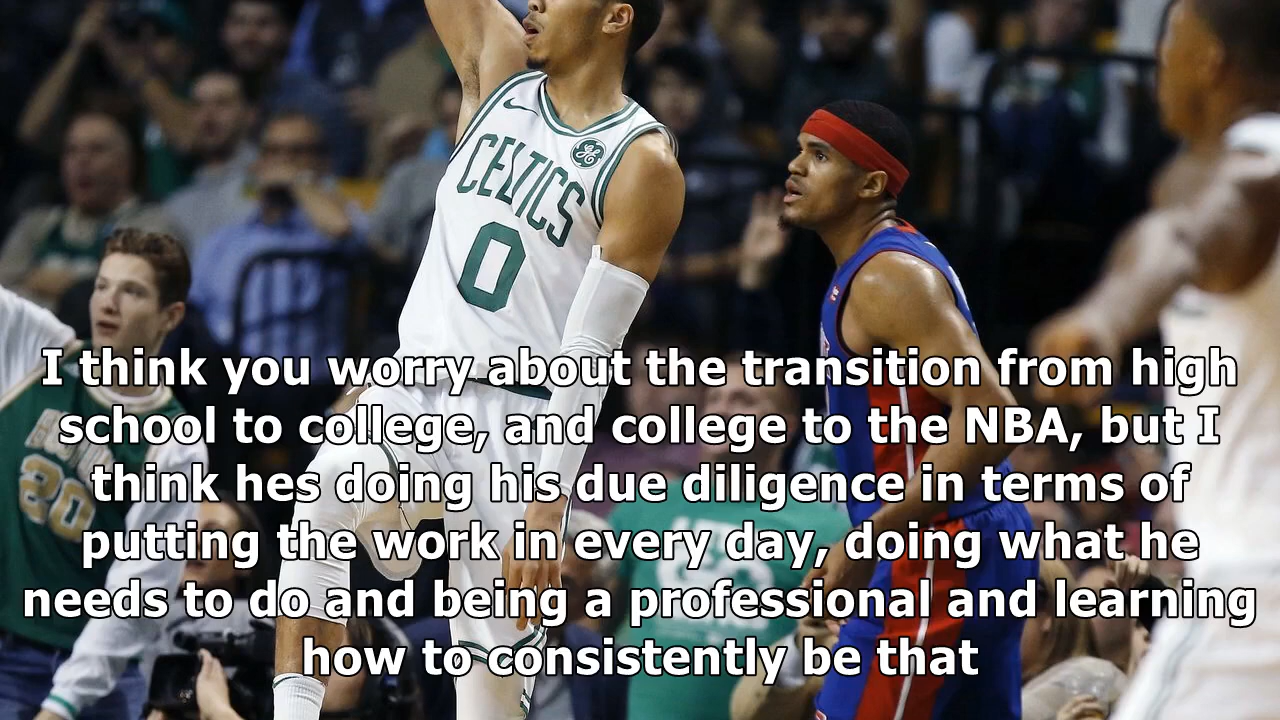 CELTICS
0
20
I think you worry about the transition from high
school to college, and college to the NBA, but I
think hes doing his due diligence in terms of
putting the work in every day, doing what he
needs to do and being a professional and learning
how to consistently be that